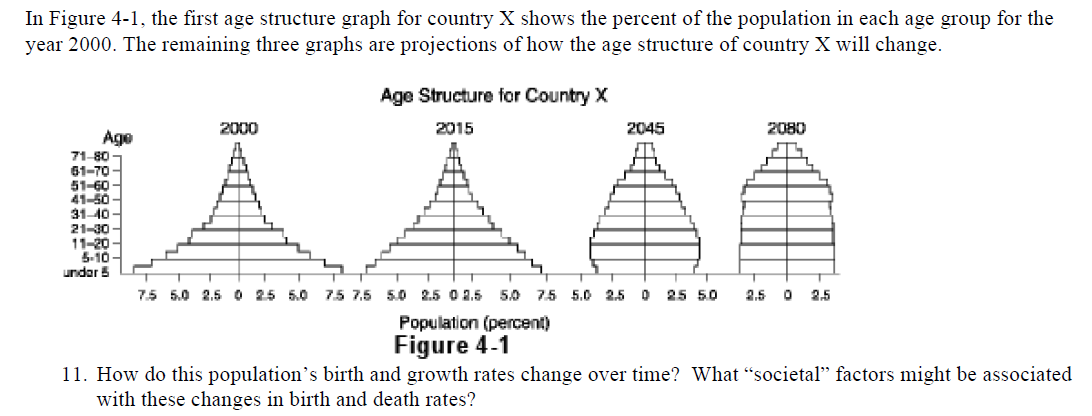 In Figure 4-1, the first age structure graph for country X shows the percent of the population in each age group for the
year 2000. The remaining three graphs are projections of how the age structure of country X will change.
Age Structure for Country X
2000 2015 2045 2080
Age
71-80
61-70
51-60
41-50
31-40
21-30
11-20
5-10
under 5
7.5 5.0 2.5 0 2.5 5.0 7.5 7.5 5.0 2.5 0 2.5 5.0 7.5 5.0 2.5 0 2.5 5.0 2.5 0 2.5
Population (percent)
Figure 4-1
11. How do this population’s birth and growth rates change over time? What “societal” factors might be associated
with these changes in birth and death rates?